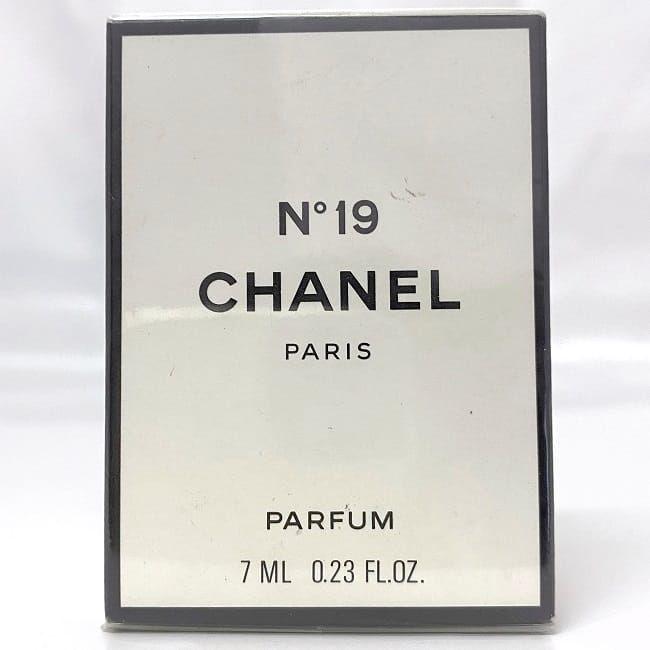 N°19
CHANEL
PARIS
PARFUM
7 ML 0.23 FL.OZ.